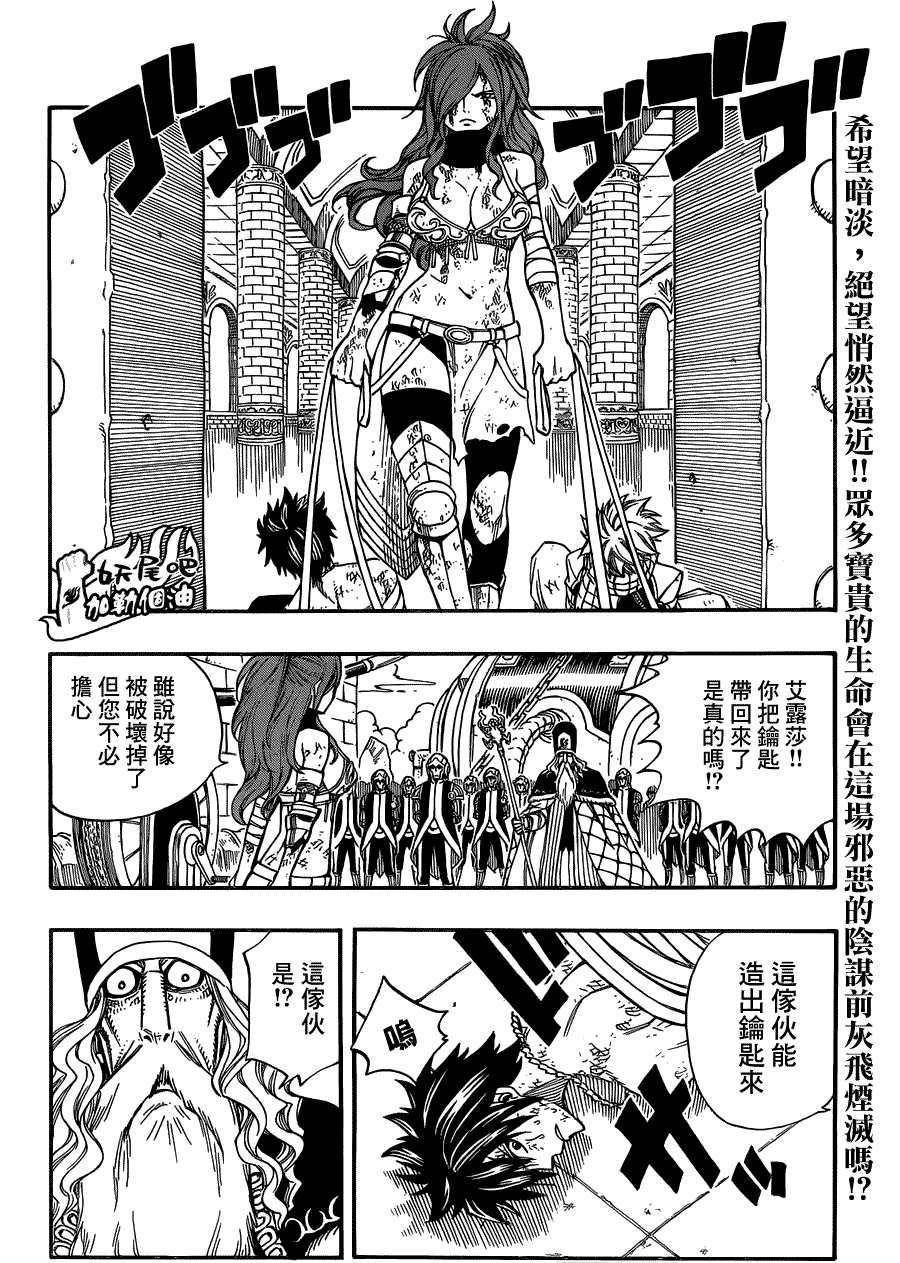 希望暗淡，絕望悄然逼近!!眾多寶貴的生命會在這場邪惡的陰謀前灰飛煙滅嗎!?
ゴゴゴ
ゴゴゴ
妖尾吧
加勒個油
艾露莎!!
你把鑰匙
帶回來了
是真的嗎!?
雖說好像
被破壞掉了
但您不必
擔心
這傢伙能
造出鑰匙來
嗚
ドシャッ
這傢伙
是!?